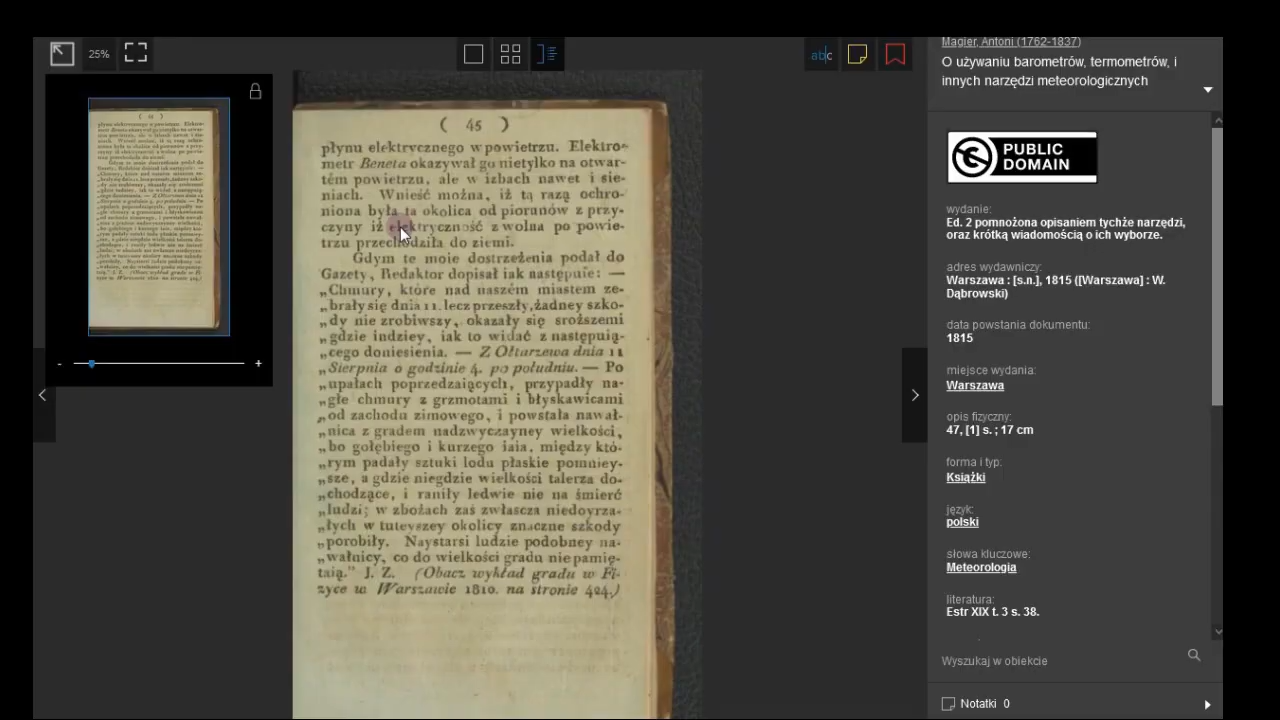 25%
abc
Magier, Antoni (1762-1837)
O używaniu barometrów, termometrów, i
innych narzędzi meteorologicznych
PUBLIC
DOMAIN
wydanie:
Ed. 2 pomnożona opisaniem tychże narzędzi,
oraz krótką wiadomością o ich wyborze.
adres wydawniczy:
Warszawa : [s.n.], 1815 ([Warszawa] : W.
Dąbrowski)
data powstania dokumentu:
1815
miejsce wydania:
Warszawa
opis fizyczny:
47, [1] s. ; 17 cm
forma i typ:
Książki
język:
polski
słowa kluczowe:
Meteorologia
literatura:
Estr XIX t. 3 s. 38.
Wyszukaj w obiekcie
Notatki 0
( 45 )
płynu elektrycznego w powietrzu. Elektro-
metr Beneta okazywał go nietylko na otwar-
tém powietrzu, ale w izbach nawet i sie-
niach. Wnieść można, iż tą razą ochro-
niona była ta okolica od piorunów z przy-
czyny iż elektryczność zwolna po powie-
trzu przechodziła do ziemi.
Gdym te moie dostrzeżenia podał do
Gazety, Redaktor dopisał iak następuie: —
„Chmury, które nad naszém miastem ze-
„brały się dnia 11. lecz przeszły, żadney szko-
„dy nie zrobiwszy, okazały się sroższemi
„gdzie indziey, iak to widać z następuią-
„cego doniesienia. — Z Ołtarzewa dnia 11
„Sierpnia o godzinie 4. po południu. — Po
„upałach poprzedzaiących, przypadły na-
„głe chmury z grzmotami i błyskawicami
„od zachodu zimowego, i powstała nawał-
„nica z gradem nadzwyczayney wielkości,
„bo gołębiego i kurzego iaia, między któ-
„rym padały sztuki lodu płaskie pomniey-
„sze, a gdzie niegdzie wielkości talerza do-
„chodzące, i raniły ledwie nie na śmierć
„ludzi; w zbożach zaś zwłaszcza niedoyrza-
„łych w tuteyszey okolicy znaczne szkody
„porobiły. Naystarsi ludzie podobney na-
„wałnicy, co do wielkości gradu nie pamię-
taią.” J. Z. (Obacz wykład gradu w Fi-
zyce w Warszawie 1810. na stronie 424.)